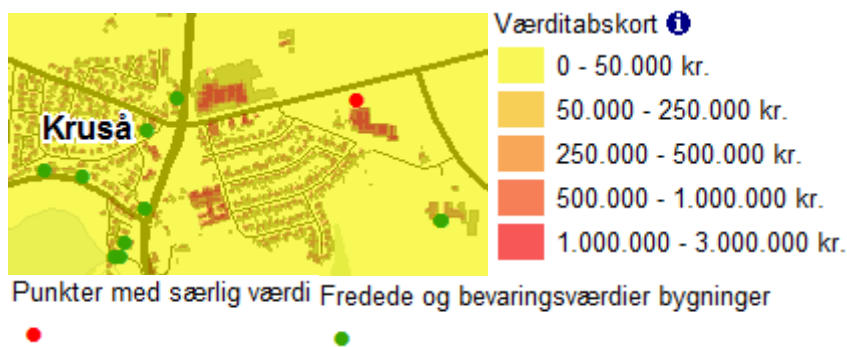 Værditabskort i
0 - 50.000 kr.
50.000 - 250.000 kr.
250.000 - 500.000 kr.
500.000 - 1.000.000 kr.
1.000.000 - 3.000.000 kr.
Kruså
Punkter med særlig værdi Fredede og bevaringsværdier bygninger